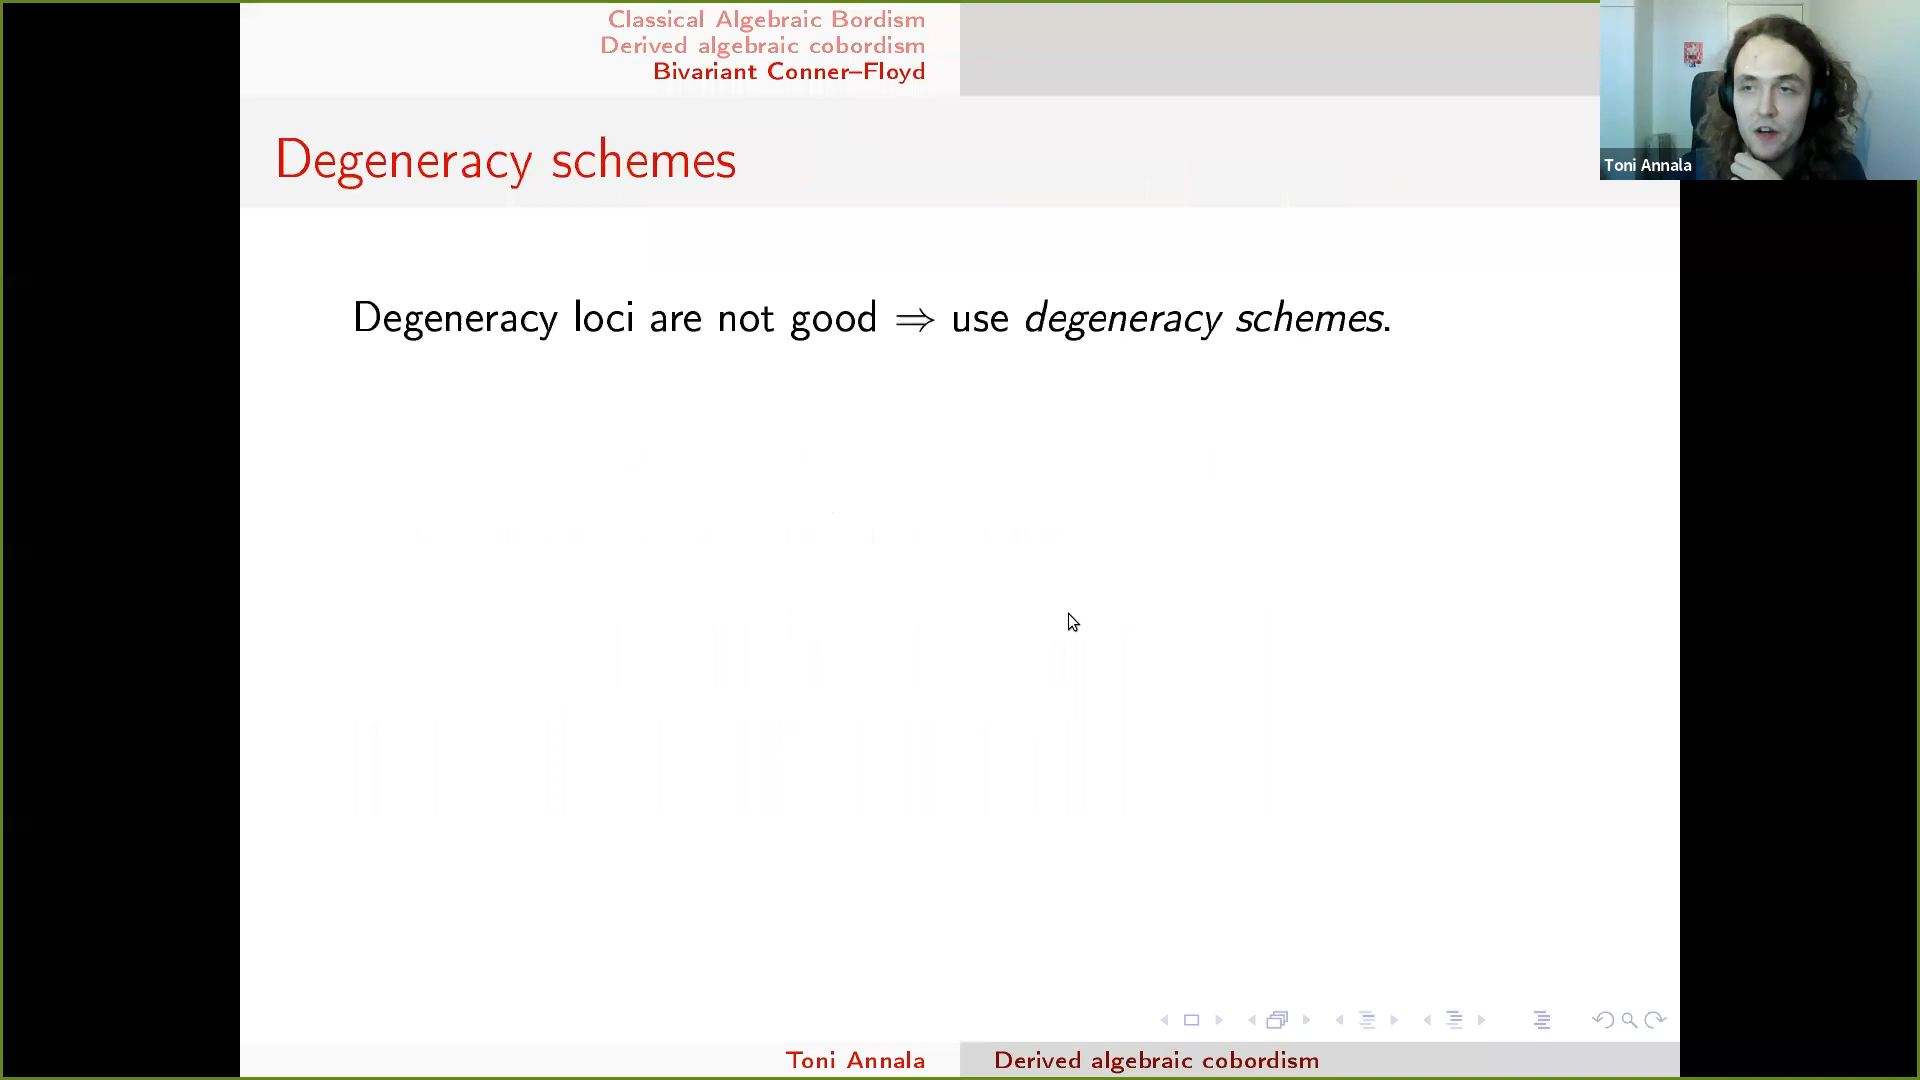 Classical Algebraic Bordism
Derived algebraic cobordism
Bivariant Conner–Floyd
Toni Annala
Degeneracy schemes
Degeneracy loci are not good ⇒ use degeneracy schemes.
Toni Annala
Derived algebraic cobordism